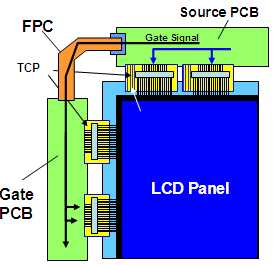 Source PCB
FPC
Gate Signal
TCP
LCD Panel
Gate
PCB